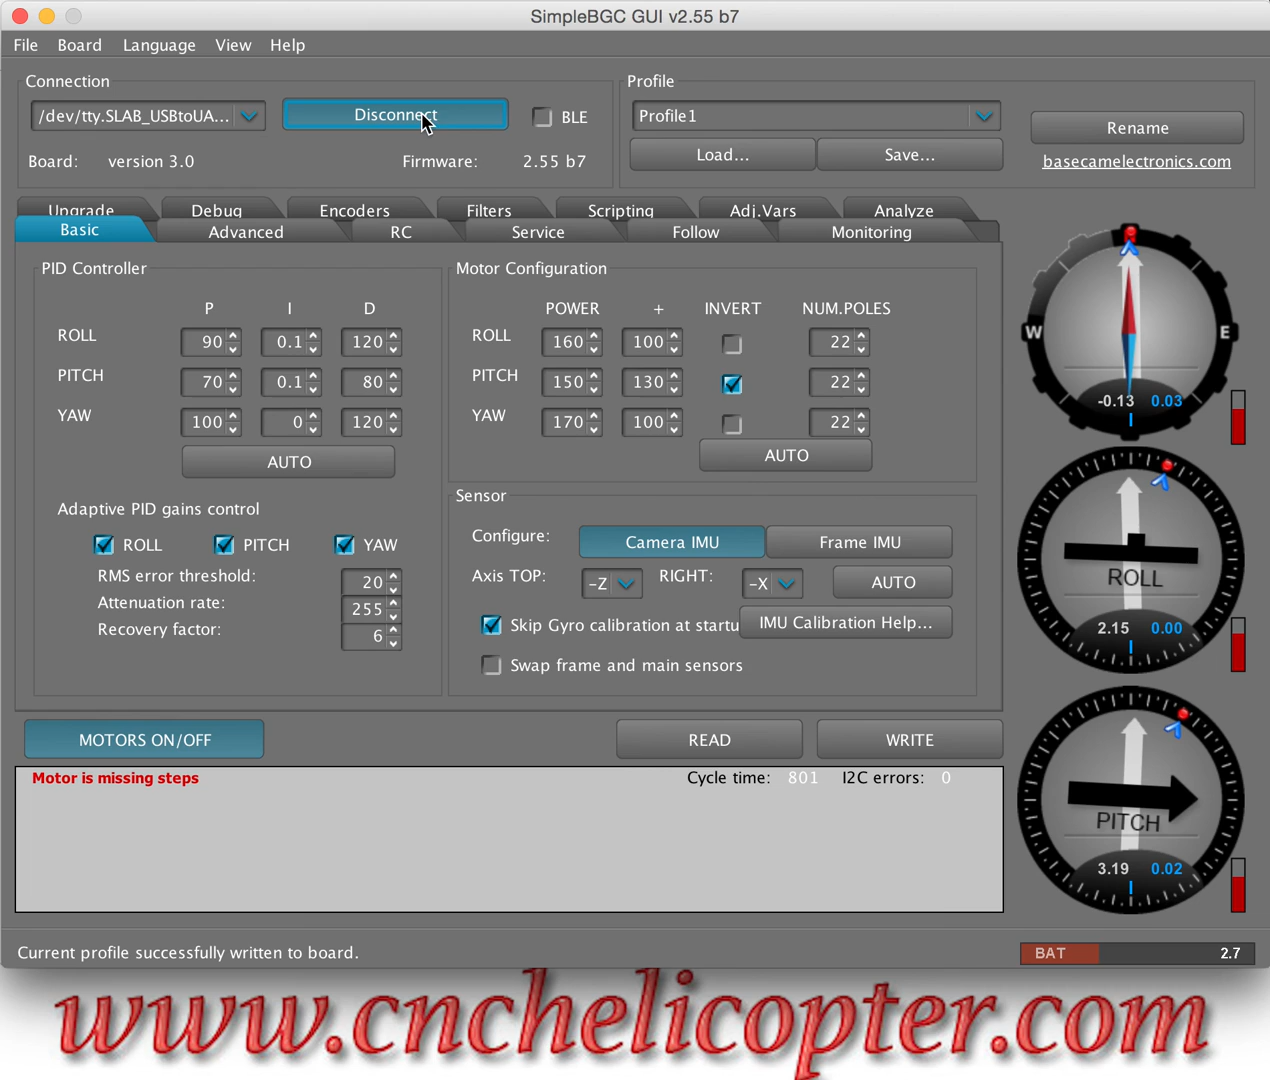 SimpleBGC GUI v2.55 b7
File Board Language View Help
Connection
/dev/tty.SLAB_USBtoUA...
Disconnect
BLE
Board: version 3.0
Firmware: 2.55 b7
Profile
Profile1
Rename
Load...
Save...
basecamelectronics.com
Upgrade Debug Encoders Filters Scripting Adj.Vars Analyze
Basic Advanced RC Service Follow Monitoring
PID Controller
P I D
ROLL 90 0.1 120
PITCH 70 0.1 80
YAW 100 0 120
AUTO
Adaptive PID gains control
ROLL PITCH YAW
RMS error threshold: 20
Attenuation rate: 255
Recovery factor: 6
Motor Configuration
POWER + INVERT NUM.POLES
ROLL 160 100 22
PITCH 150 130 22
YAW 170 100 22
AUTO
Sensor
Configure: Camera IMU Frame IMU
Axis TOP: -Z RIGHT: -X AUTO
Skip Gyro calibration at startu
IMU Calibration Help...
Swap frame and main sensors
W E
-0.13 0.03
ROLL
2.15 0.00
PITCH
3.19 0.02
MOTORS ON/OFF
READ
WRITE
Motor is missing steps
Cycle time: 801 I2C errors: 0
Current profile successfully written to board.
BAT 2.7
www.cnchelicopter.com